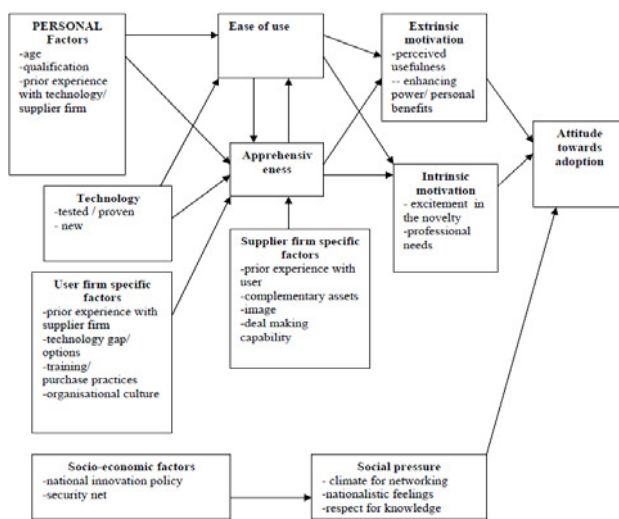 PERSONAL
Factors
-age
-qualification
-prior experience
with technology/
supplier firm
Ease of use
Extrinsic
motivation
-perceived
usefulness
-- enhancing
power/ personal
benefits
Attitude
towards
adoption
Apprehensiv
eness
Intrinsic
motivation
- excitement in
the novelty
-professional
needs
Technology
-tested / proven
- new
Supplier firm specific
factors
-prior experience with
user
-complementary assets
-image
-deal making
capability
User firm specific
factors
-prior experience with
supplier firm
-technology gap/
options
-training/
purchase practices
-organisational culture
Socio-economic factors
-national innovation policy
-security net
Social pressure
- climate for networking
-nationalistic feelings
-respect for knowledge